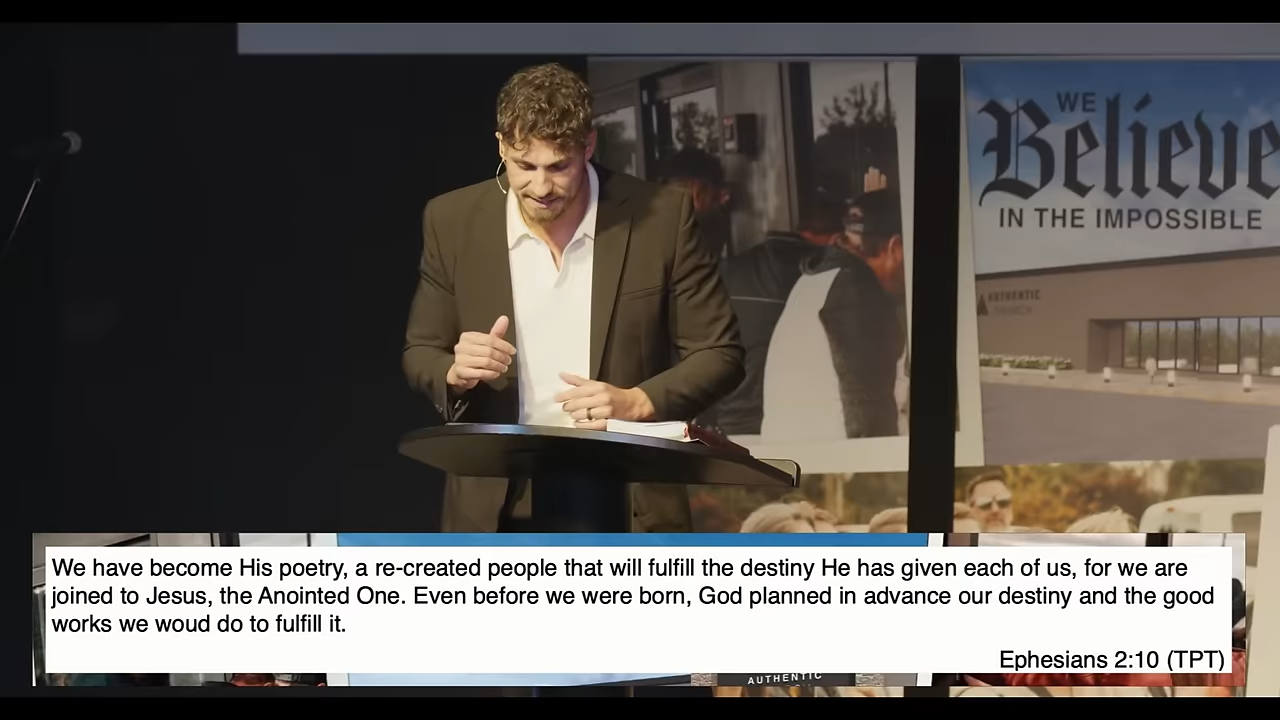 WE
Believe
IN THE IMPOSSIBLE
AUTHENTIC
CHURCH
We have become His poetry, a re-created people that will fulfill the destiny He has given each of us, for we are
joined to Jesus, the Anointed One. Even before we were born, God planned in advance our destiny and the good
works we woud do to fulfill it.
Ephesians 2:10 (TPT)
AUTHENTIC